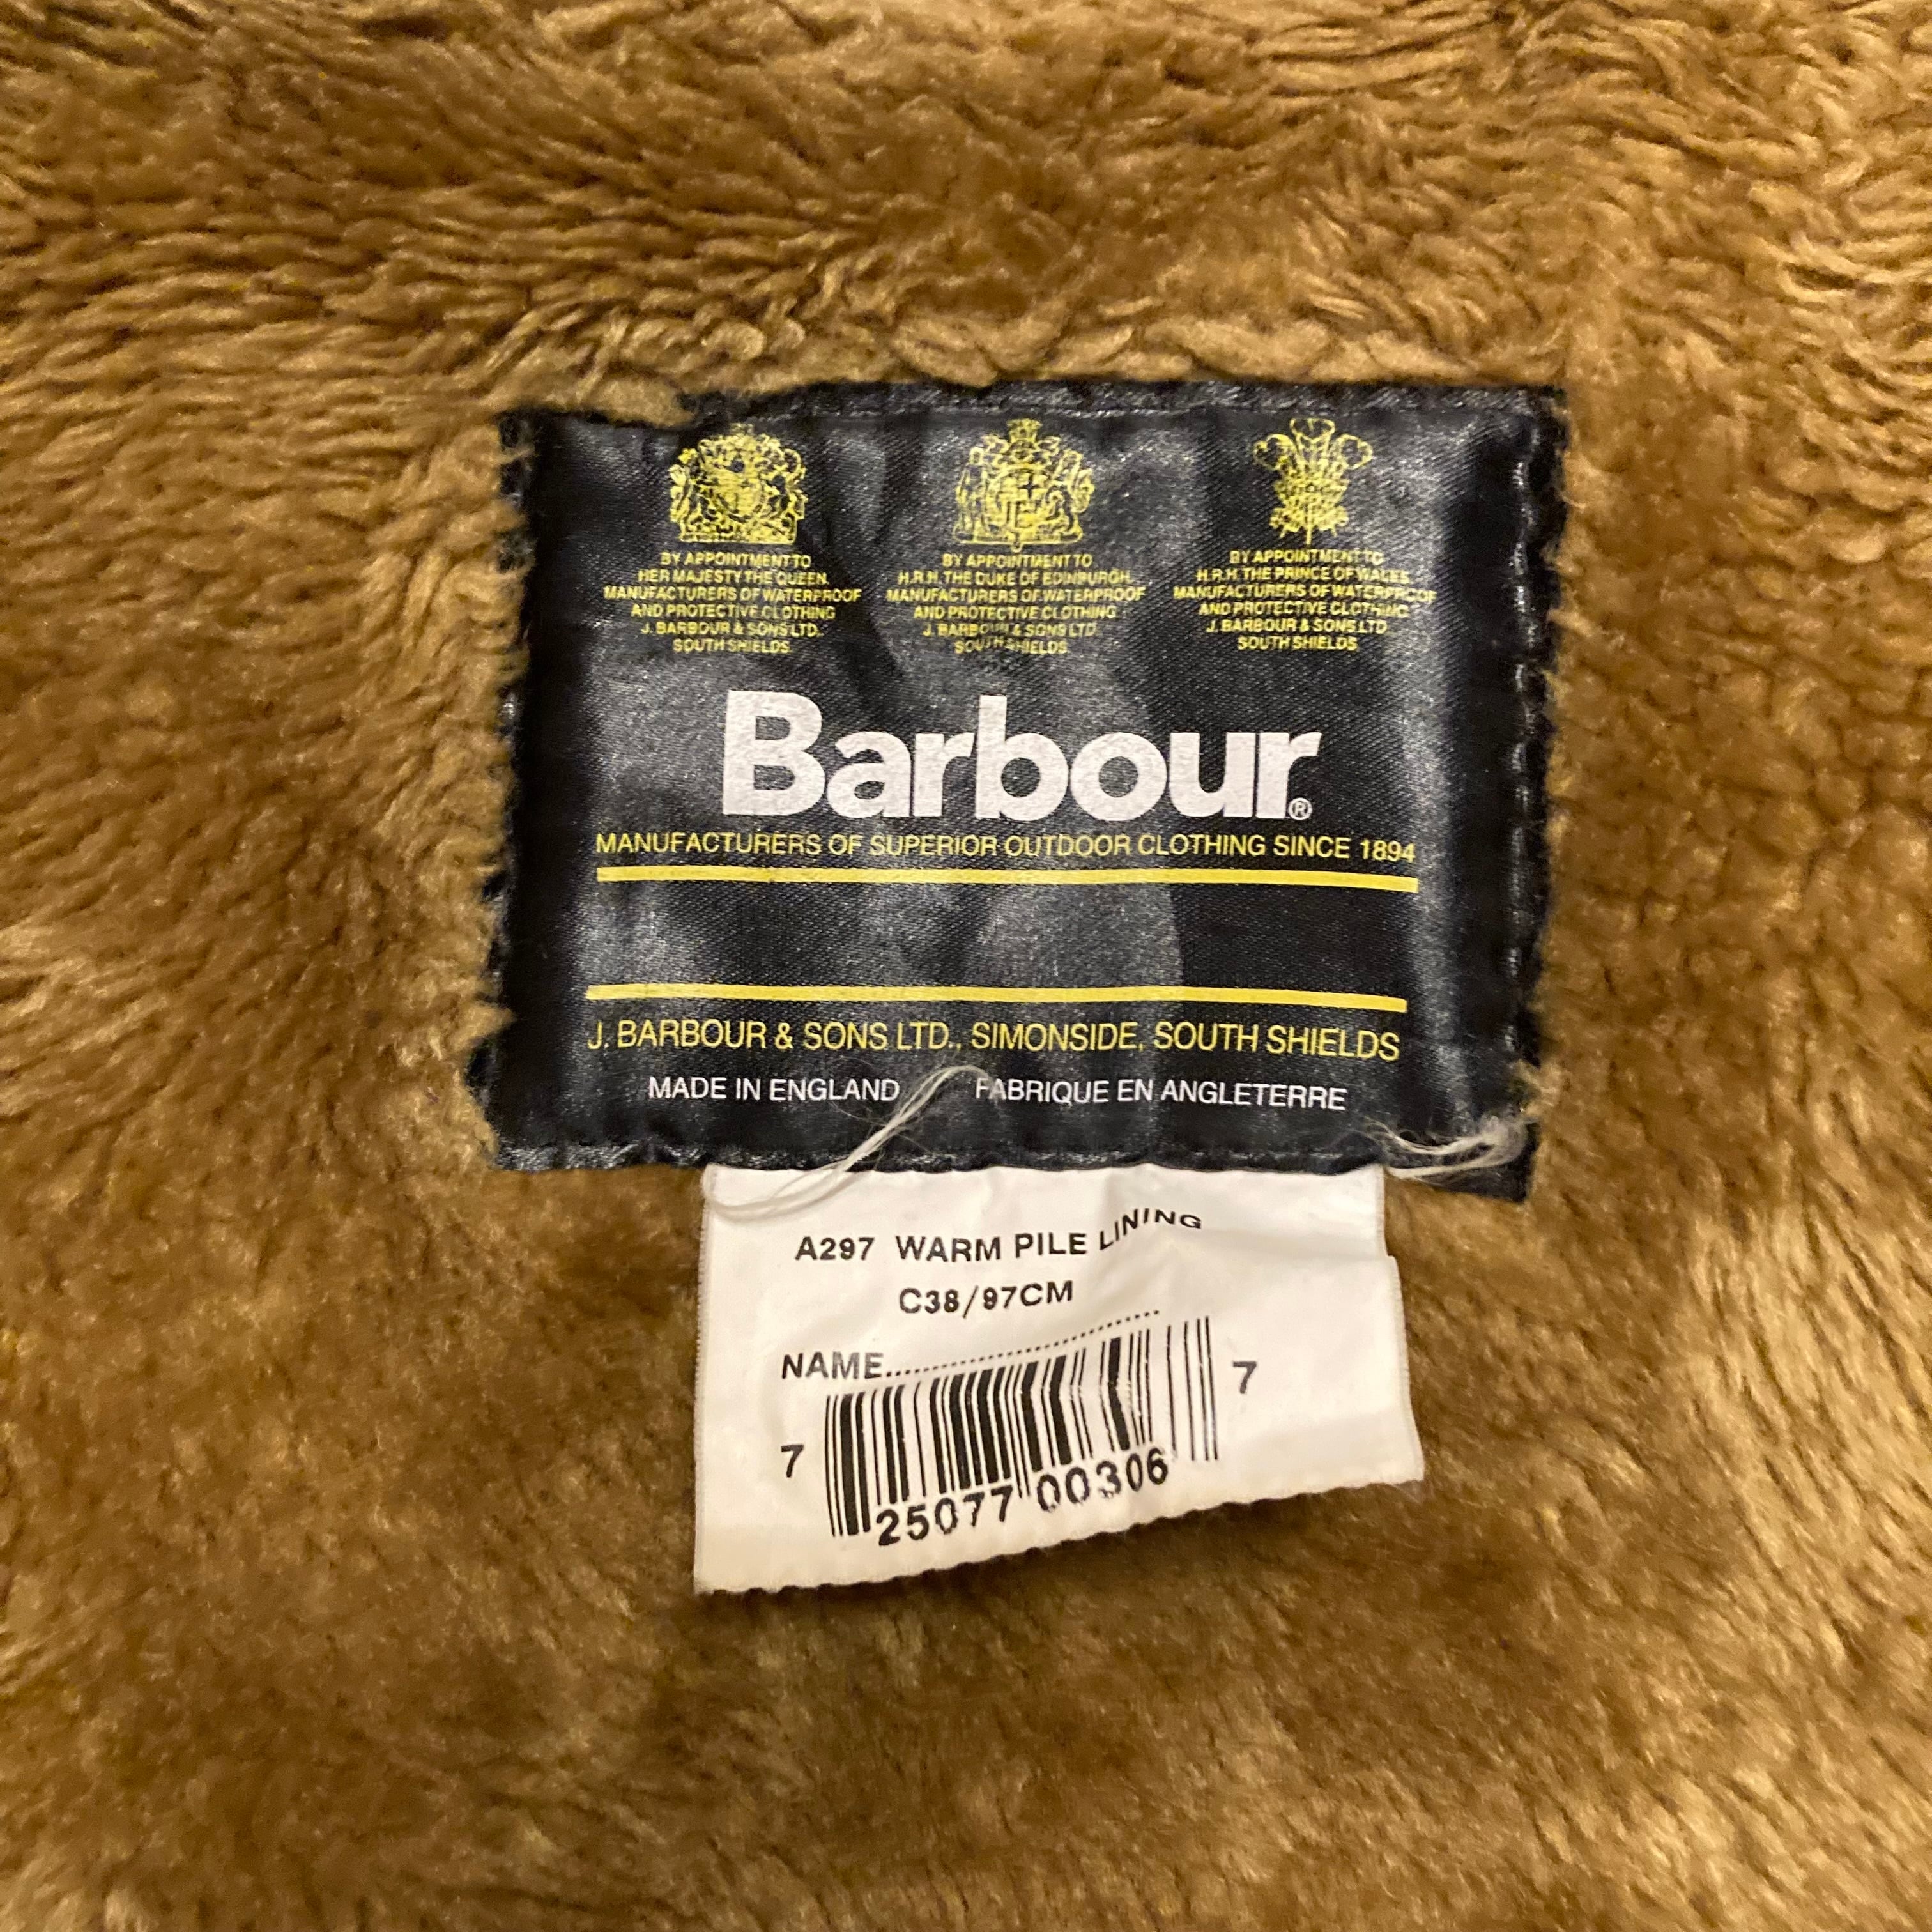 BY APPOINTMENT TO
HER MAJESTY THE QUEEN.
MANUFACTURERS OF WATERPROOF
AND PROTECTIVE CLOTHING
J. BARBOUR & SONS LTD.
SOUTH SHIELDS.
BY APPOINTMENT TO
H.R.H. THE DUKE OF EDINBURGH.
MANUFACTURERS OF WATERPROOF
AND PROTECTIVE CLOTHING
J. BARBOUR & SONS LTD.
SOUTH SHIELDS.
BY APPOINTMENT TO
H.R.H. THE PRINCE OF WALES.
MANUFACTURERS OF WATERPROOF
AND PROTECTIVE CLOTHING
J. BARBOUR & SONS LTD.
SOUTH SHIELDS.
Barbour®
MANUFACTURERS OF SUPERIOR OUTDOOR CLOTHING SINCE 1894
J. BARBOUR & SONS LTD., SIMONSIDE, SOUTH SHIELDS
MADE IN ENGLAND FABRIQUE EN ANGLETERRE
A297 WARM PILE LINING
C38/97CM
NAME..............................
7 25077 00306 7